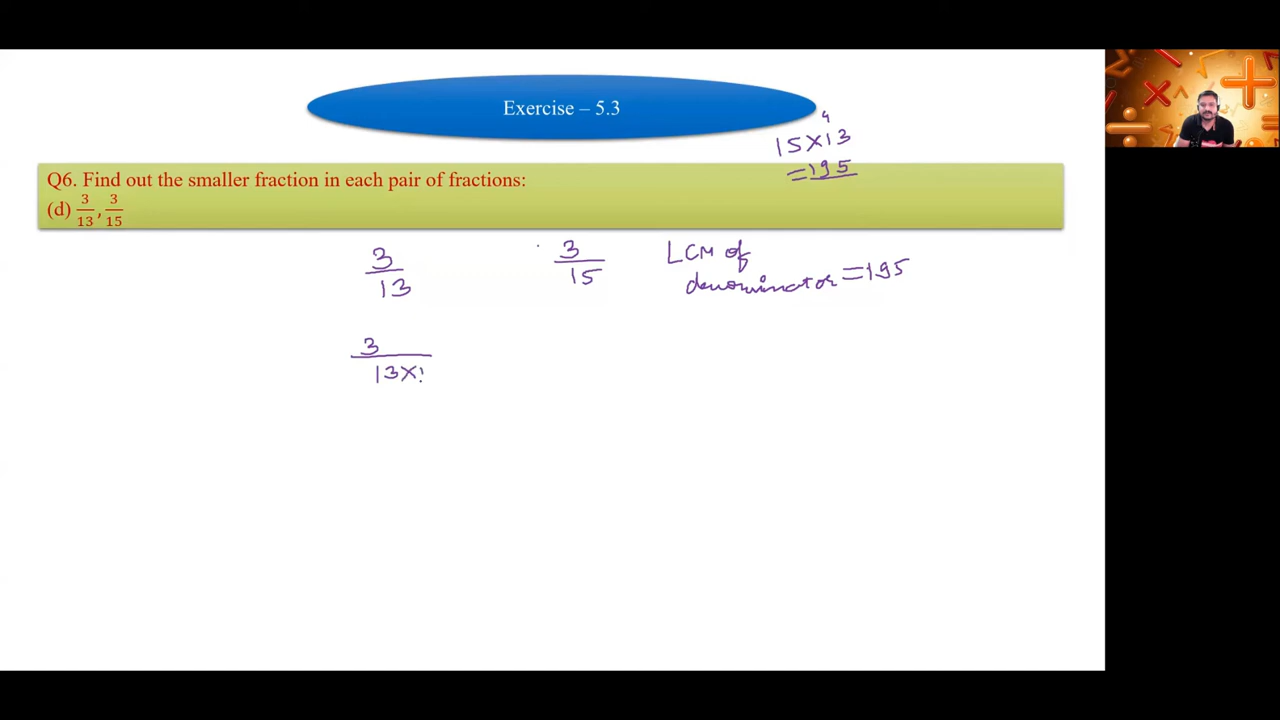 Exercise – 5.3
4
15×13
=195
Q6. Find out the smaller fraction in each pair of fractions:
(d) 3/13, 3/15
3/13 3/15 LCM of
denominator=195
3
13×